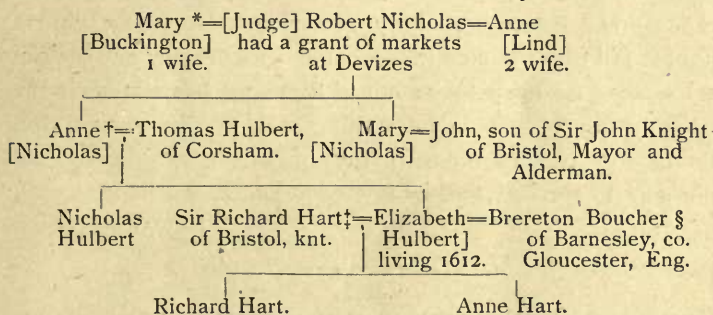 Mary *=[Judge] Robert Nicholas=Anne
[Buckington] had a grant of markets [Lind]
1 wife. at Devizes 2 wife.
Anne†=Thomas Hulbert, Mary=John, son of Sir John Knight
[Nicholas] of Corsham. [Nicholas] of Bristol, Mayor and
Alderman.
Nicholas Sir Richard Hart‡=Elizabeth=Brereton Boucher §
Hulbert of Bristol, knt. Hulbert] of Barnesley, co.
living 1612. Gloucester, Eng.
Richard Hart. Anne Hart.